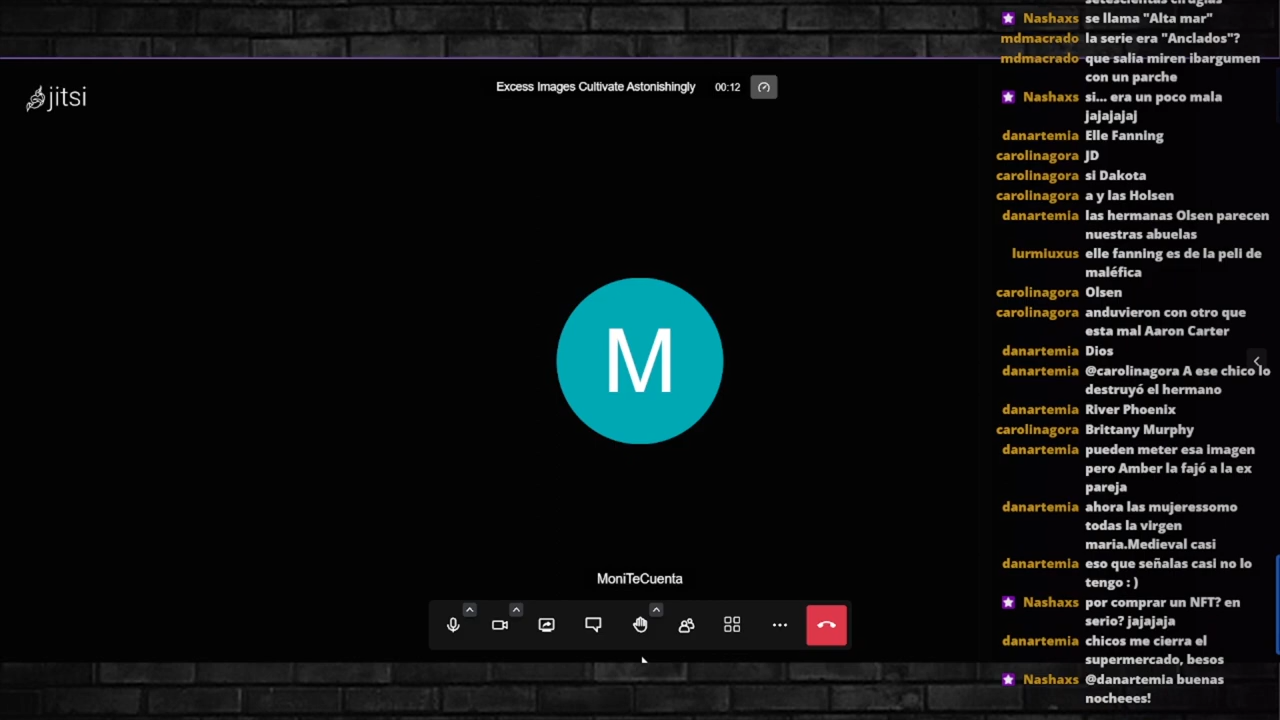 jitsi
Excess Images Cultivate Astonishingly 00:12
M
MoniTeCuenta
Nashaxs se llama "Alta mar"
mdmacrado la serie era "Anclados"?
mdmacrado que salia miren ibargumen
con un parche
Nashaxs si... era un poco mala
jajajajaj
danartemia Elle Fanning
carolinagora JD
carolinagora si Dakota
carolinagora a y las Holsen
danartemia las hermanas Olsen parecen
nuestras abuelas
lurmiuxus elle fanning es de la peli de
maléfica
carolinagora Olsen
carolinagora anduvieron con otro que
esta mal Aaron Carter
danartemia Dios
danartemia @carolinagora A ese chico lo
destruyó el hermano
danartemia River Phoenix
carolinagora Brittany Murphy
danartemia pueden meter esa imagen
pero Amber la fajó a la ex
pareja
danartemia ahora las mujeressomo
todas la virgen
maria.Medieval casi
danartemia eso que señalas casi no lo
tengo : )
Nashaxs por comprar un NFT? en
serio? jajajaja
danartemia chicos me cierra el
supermercado, besos
Nashaxs @danartemia buenas
nocheees!